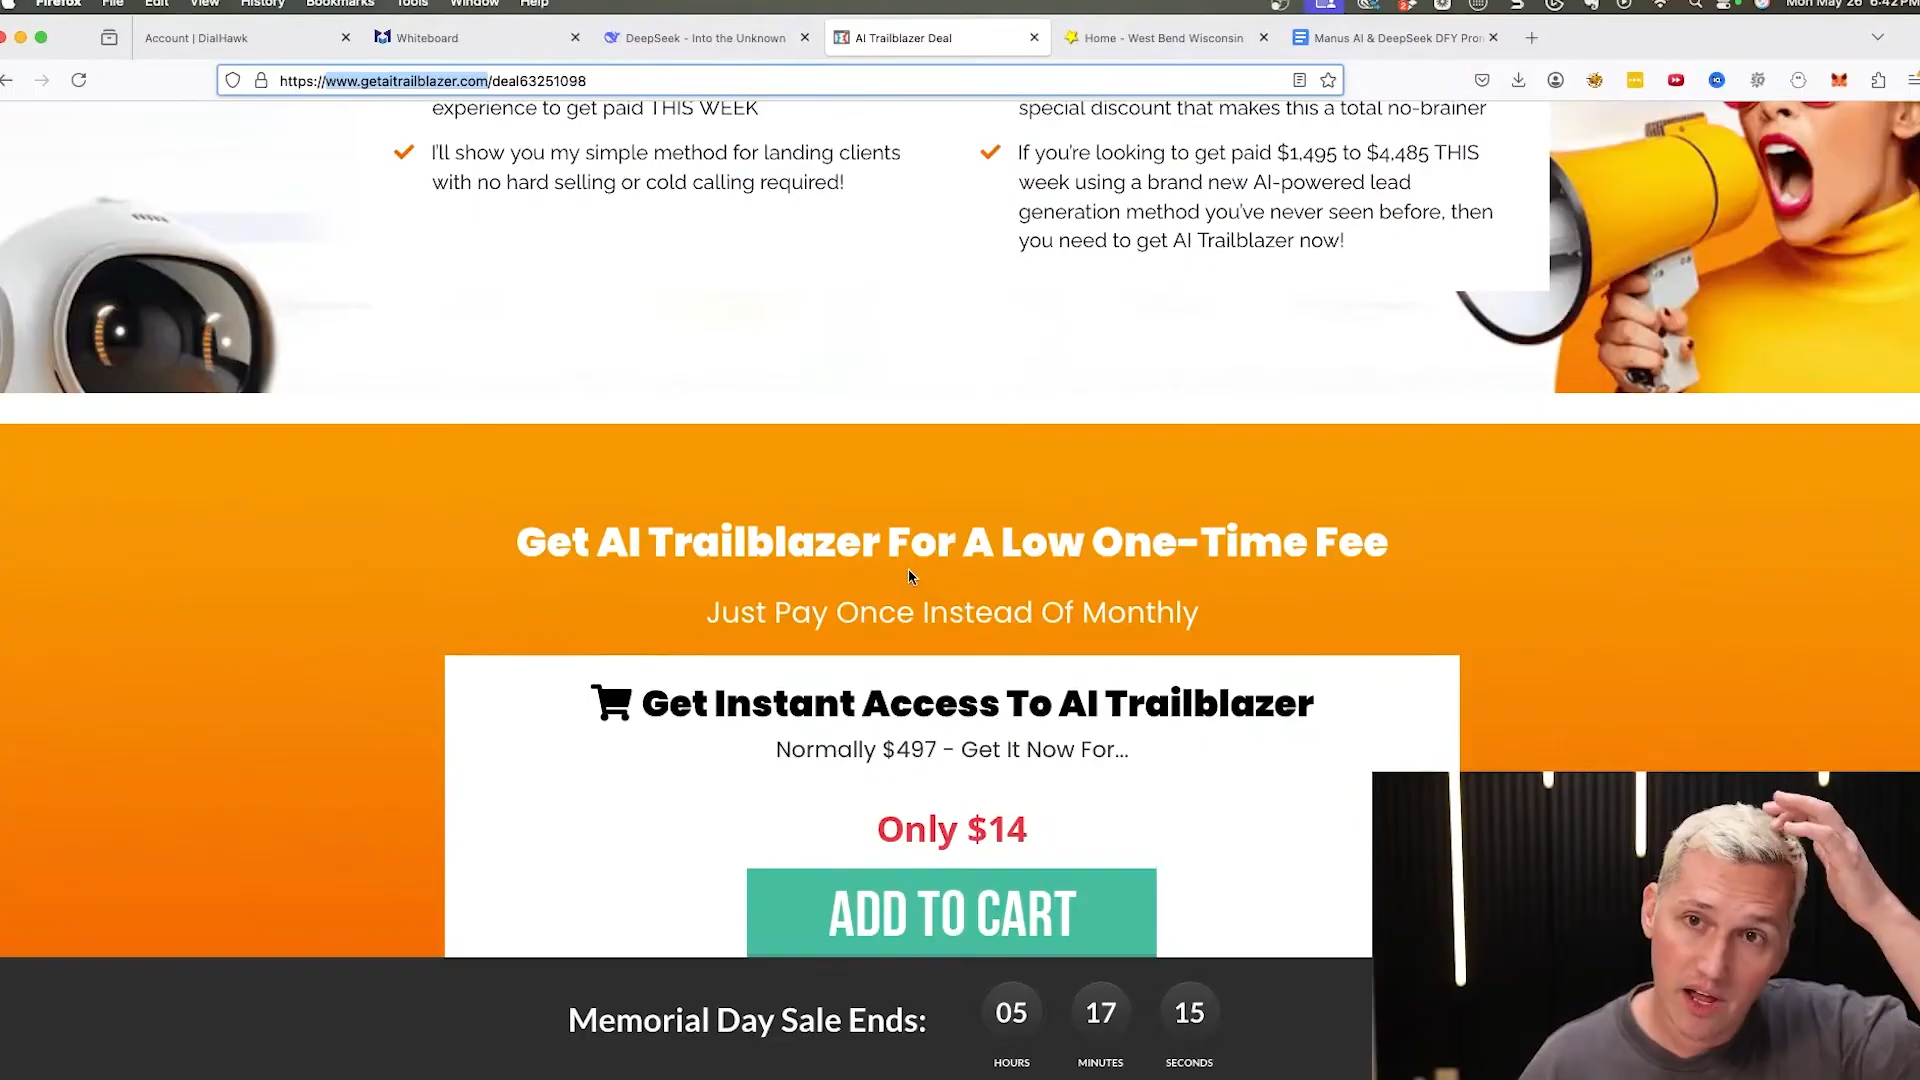 Firefox File Edit View History Bookmarks Tools Window Help Mon May 26 6:42PM
Account | DialHawk
Whiteboard
DeepSeek - Into the Unknown
AI Trailblazer Deal
Home - West Bend Wisconsin
Manus AI & DeepSeek DFY Pron
https://www.getaitrailblazer.com/deal63251098
experience to get paid THIS WEEK
I'll show you my simple method for landing clients
with no hard selling or cold calling required!
special discount that makes this a total no-brainer
If you're looking to get paid $1,495 to $4,485 THIS
week using a brand new AI-powered lead
generation method you've never seen before, then
you need to get AI Trailblazer now!
Get AI Trailblazer For A Low One-Time Fee
Just Pay Once Instead Of Monthly
Get Instant Access To AI Trailblazer
Normally $497 - Get It Now For...
Only $14
ADD TO CART
Memorial Day Sale Ends:
05 17 15
HOURS MINUTES SECONDS